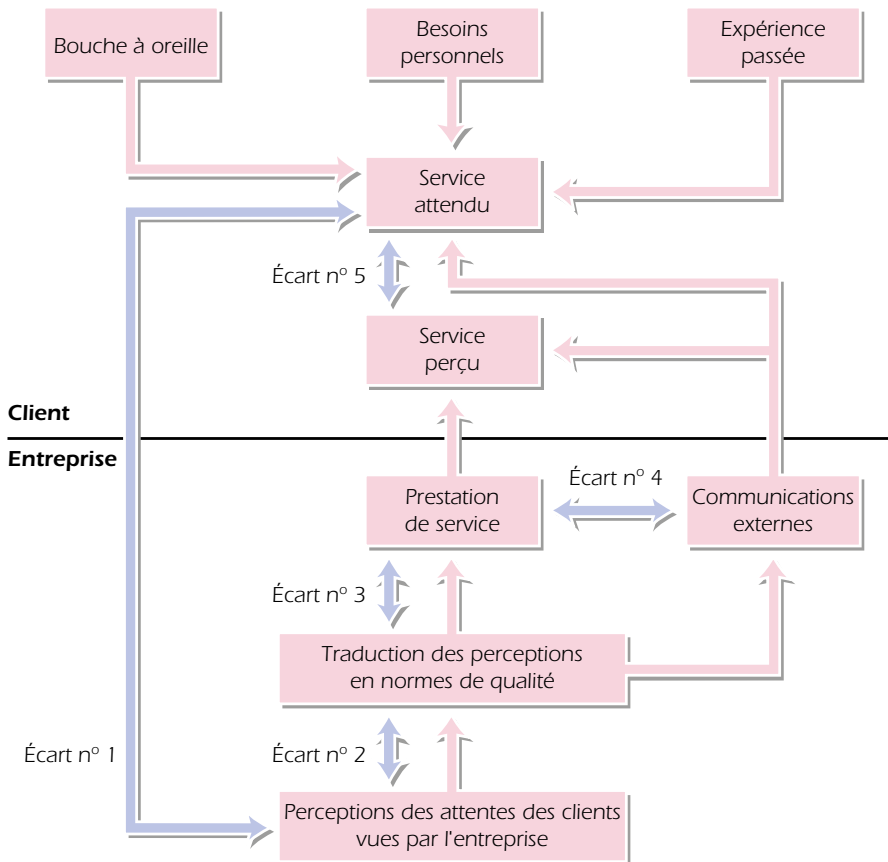 Bouche à oreille
Besoins
personnels
Expérience
passée
Service
attendu
Écart nº 5
Service
perçu
Client
Entreprise
Prestation
de service
Écart nº 4
Communications
externes
Écart nº 3
Traduction des perceptions
en normes de qualité
Écart nº 1
Écart nº 2
Perceptions des attentes des clients
vues par l'entreprise